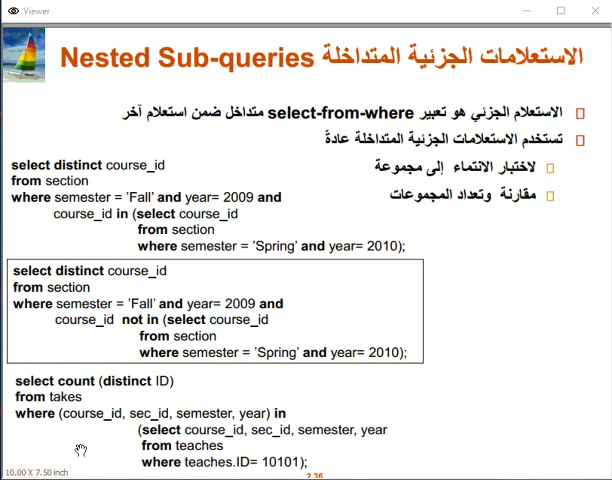 Viewer
Nested Sub-queries الاستعلامات الجزئية المتداخلة
الاستعلام الجزئي هو تعبير select-from-where متداخل ضمن استعلام آخر
تستخدم الاستعلامات الجزئية المتداخلة عادةً
لاختبار الانتماء إلى مجموعة
مقارنة وتعداد المجموعات
select distinct course_id
from section
where semester = ’Fall’ and year= 2009 and
course_id in (select course_id
from section
where semester = ’Spring’ and year= 2010);
select distinct course_id
from section
where semester = ’Fall’ and year= 2009 and
course_id not in (select course_id
from section
where semester = ’Spring’ and year= 2010);
select count (distinct ID)
from takes
where (course_id, sec_id, semester, year) in
(select course_id, sec_id, semester, year
from teaches
where teaches.ID= 10101);
10.00 X 7.50 inch
2.36